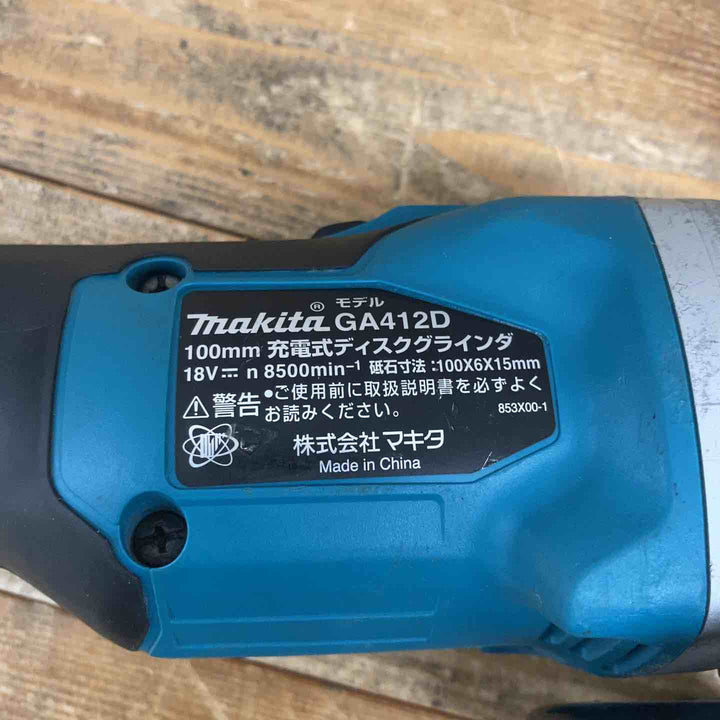 モデル
makita® GA412D
100mm 充電式ディスクグラインダ
18V⎓ n 8500min⁻¹ 砥石寸法:100X6X15mm
⚠警告 •ご使用前に取扱説明書を必ずよく
お読みください。 853X00-1
株式会社マキタ
Made in China